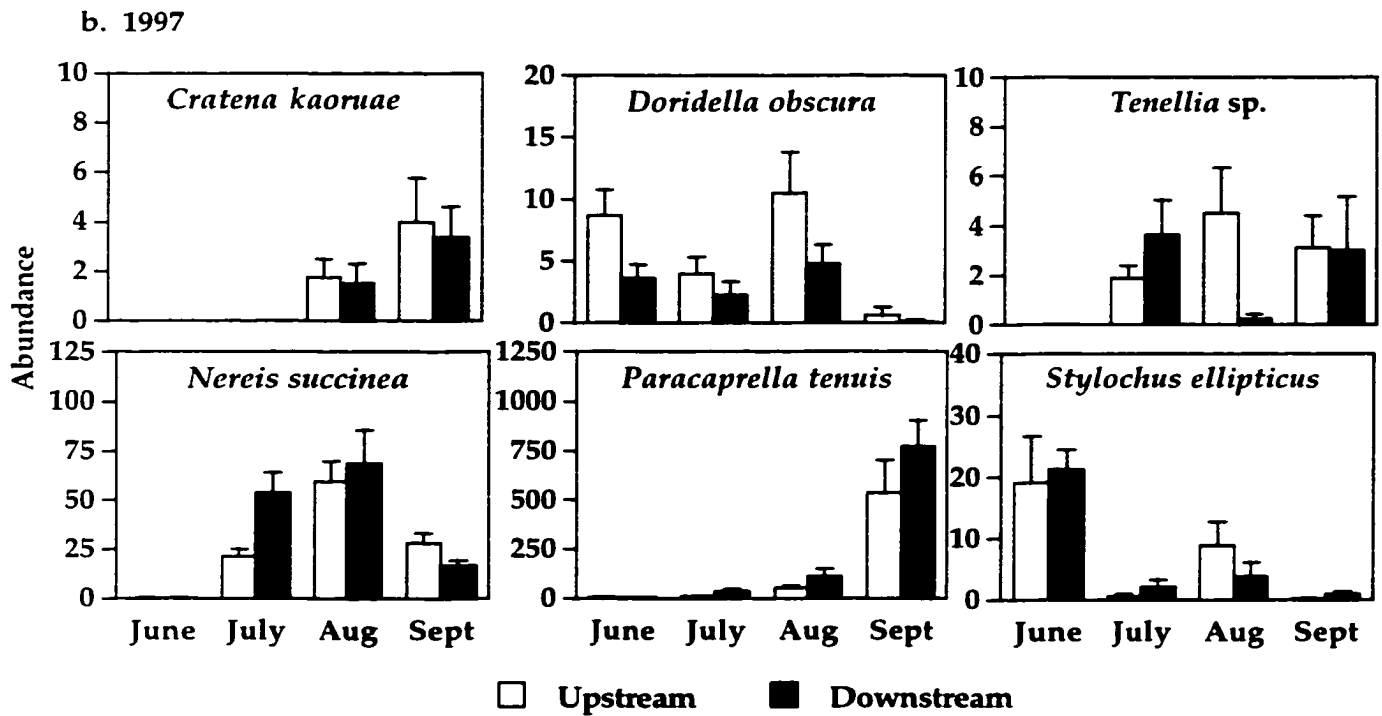 b. 1997
Abundance
Cratena kaoruae
10
8
6
4
2
0
Doridella obscura
20
15
10
5
0
Tenellia sp.
10
8
6
4
2
0
Nereis succinea
125
100
75
50
25
0
June July Aug Sept
Paracaprella tenuis
1250
1000
750
500
250
0
June July Aug Sept
Stylochus ellipticus
40
30
20
10
0
June July Aug Sept
Upstream Downstream